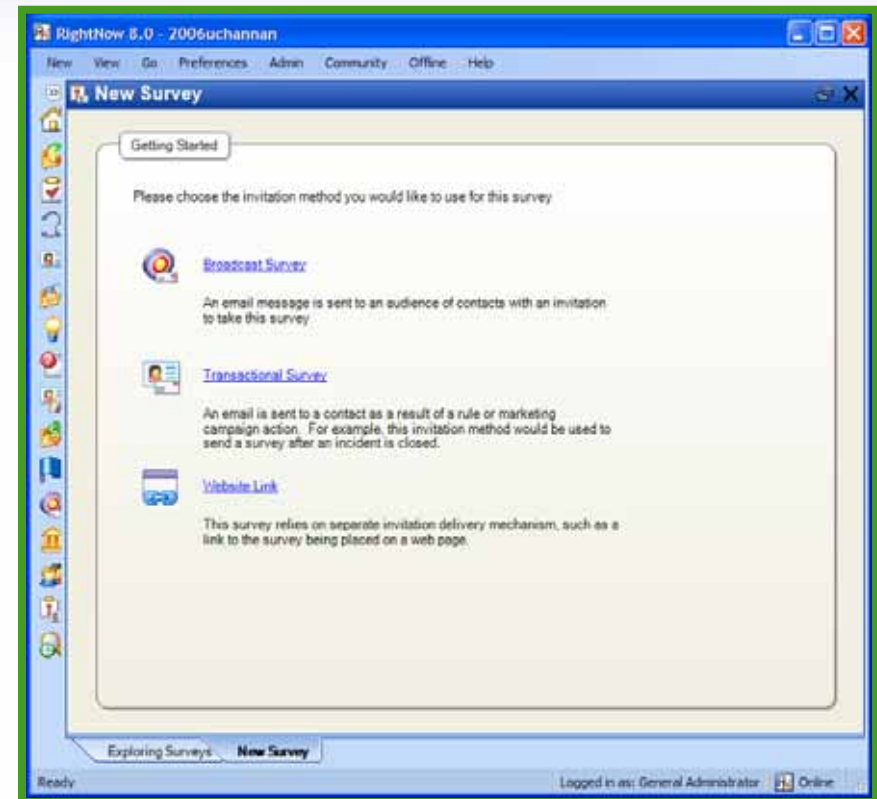 RightNow 8.0 - 2006uchannan
New View Go Preferences Admin Community Offline Help
New Survey
Getting Started
Please choose the invitation method you would like to use for this survey
Broadcast Survey
An email message is sent to an audience of contacts with an invitation
to take this survey
Transactional Survey
An email is sent to a contact as a result of a rule or marketing
campaign action. For example, this invitation method would be used to
send a survey after an incident is closed.
Website Link
This survey relies on separate invitation delivery mechanism, such as a
link to the survey being placed on a web page.
Exploring Surveys New Survey
Ready Logged in as: General Administrator Online